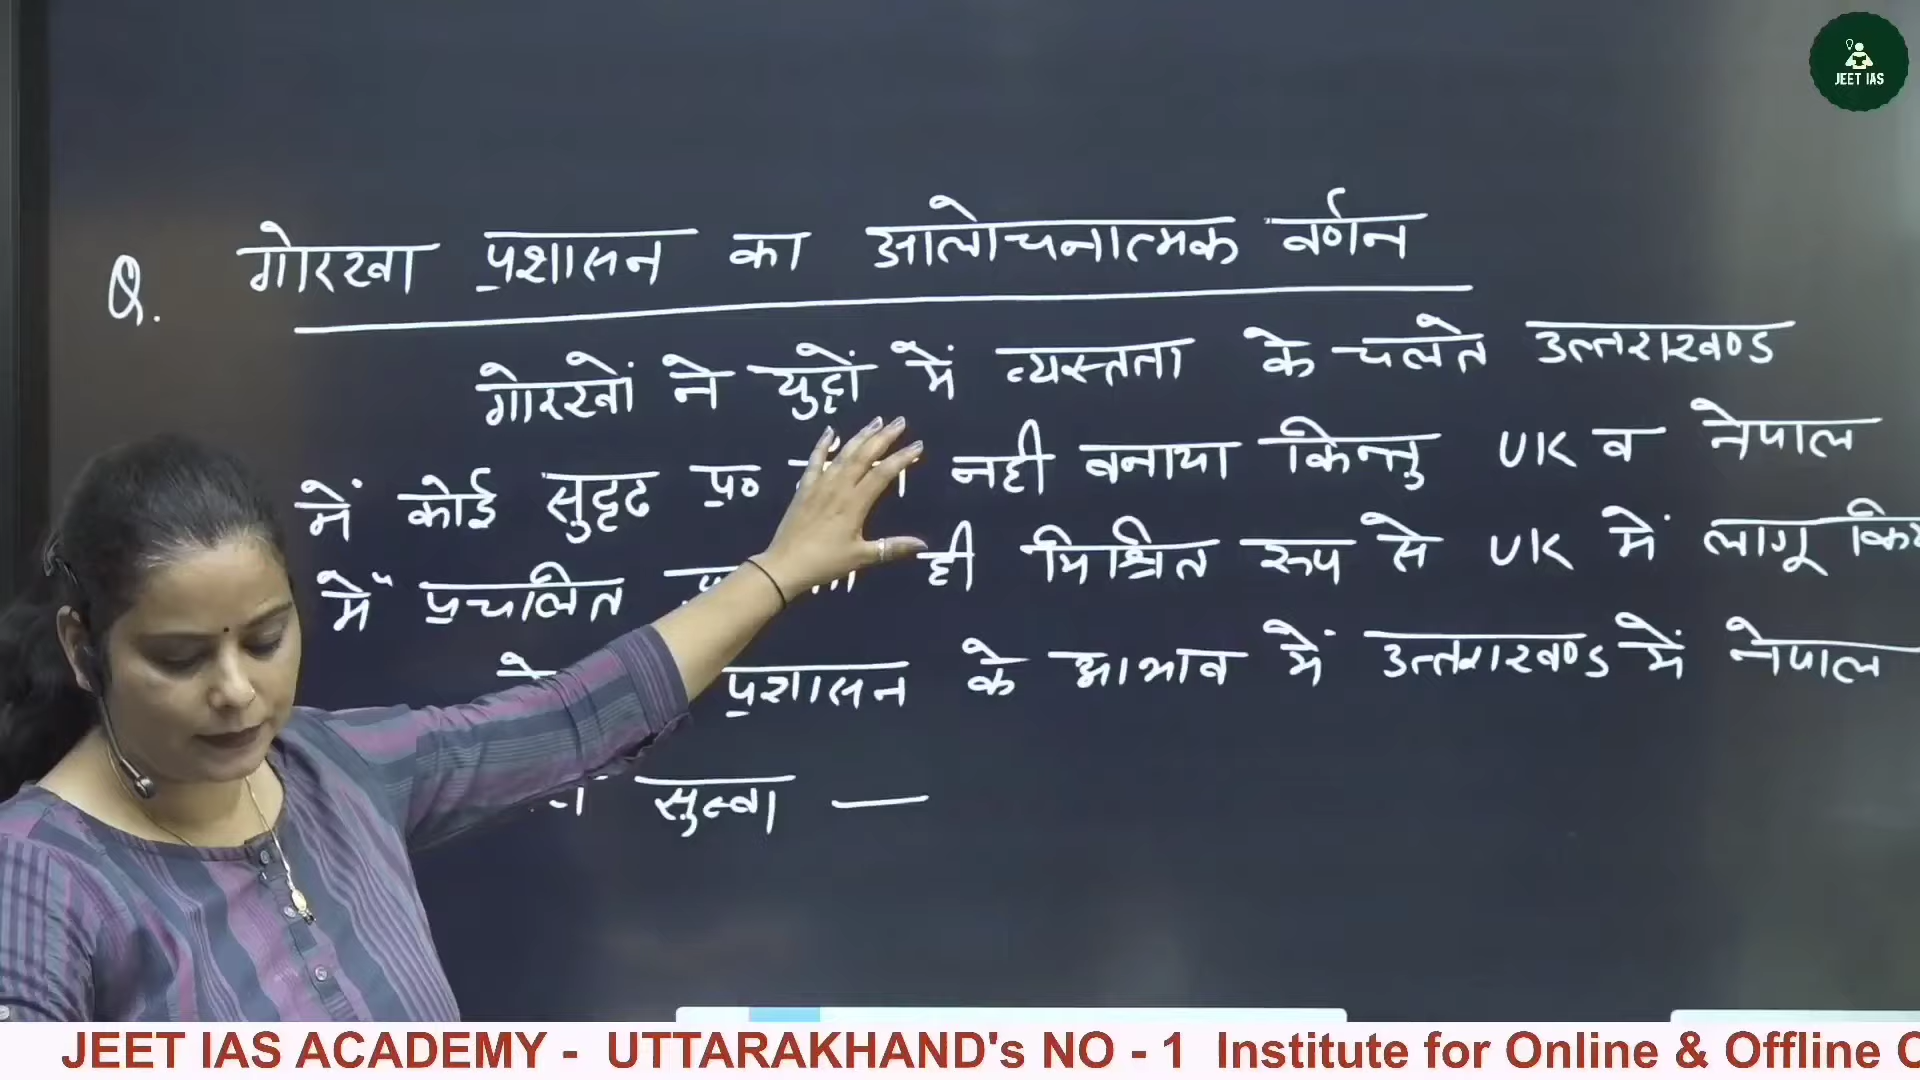 JEET IAS
Q. गोरखा प्रशासन का आलोचनात्मक वर्णन
गोरखों ने युद्धों में व्यस्तता के चलते उत्तराखण्ड
में कोई सुदृढ प्र० नही बनाया किन्तु UK व नेपाल
में प्रचलित ही मिश्रित रूप से UK में लागू
प्रशासन के आभाव में उत्तराखण्ड में नेपाल
सुब्बा —
JEET IAS ACADEMY - UTTARAKHAND's NO - 1 Institute for Online & Offline